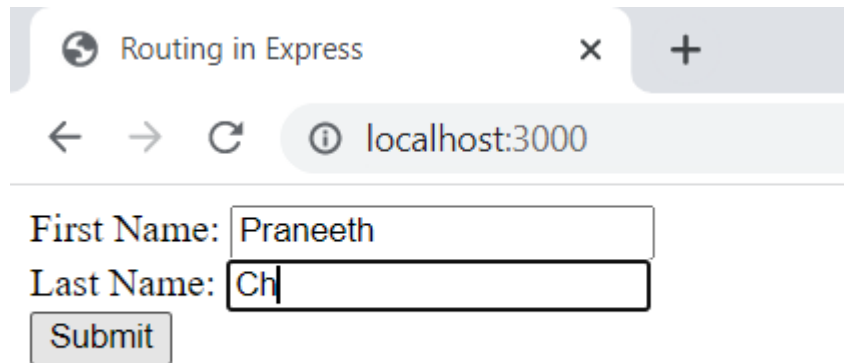 Routing in Express
localhost:3000
First Name: Praneeth
Last Name: Ch
Submit